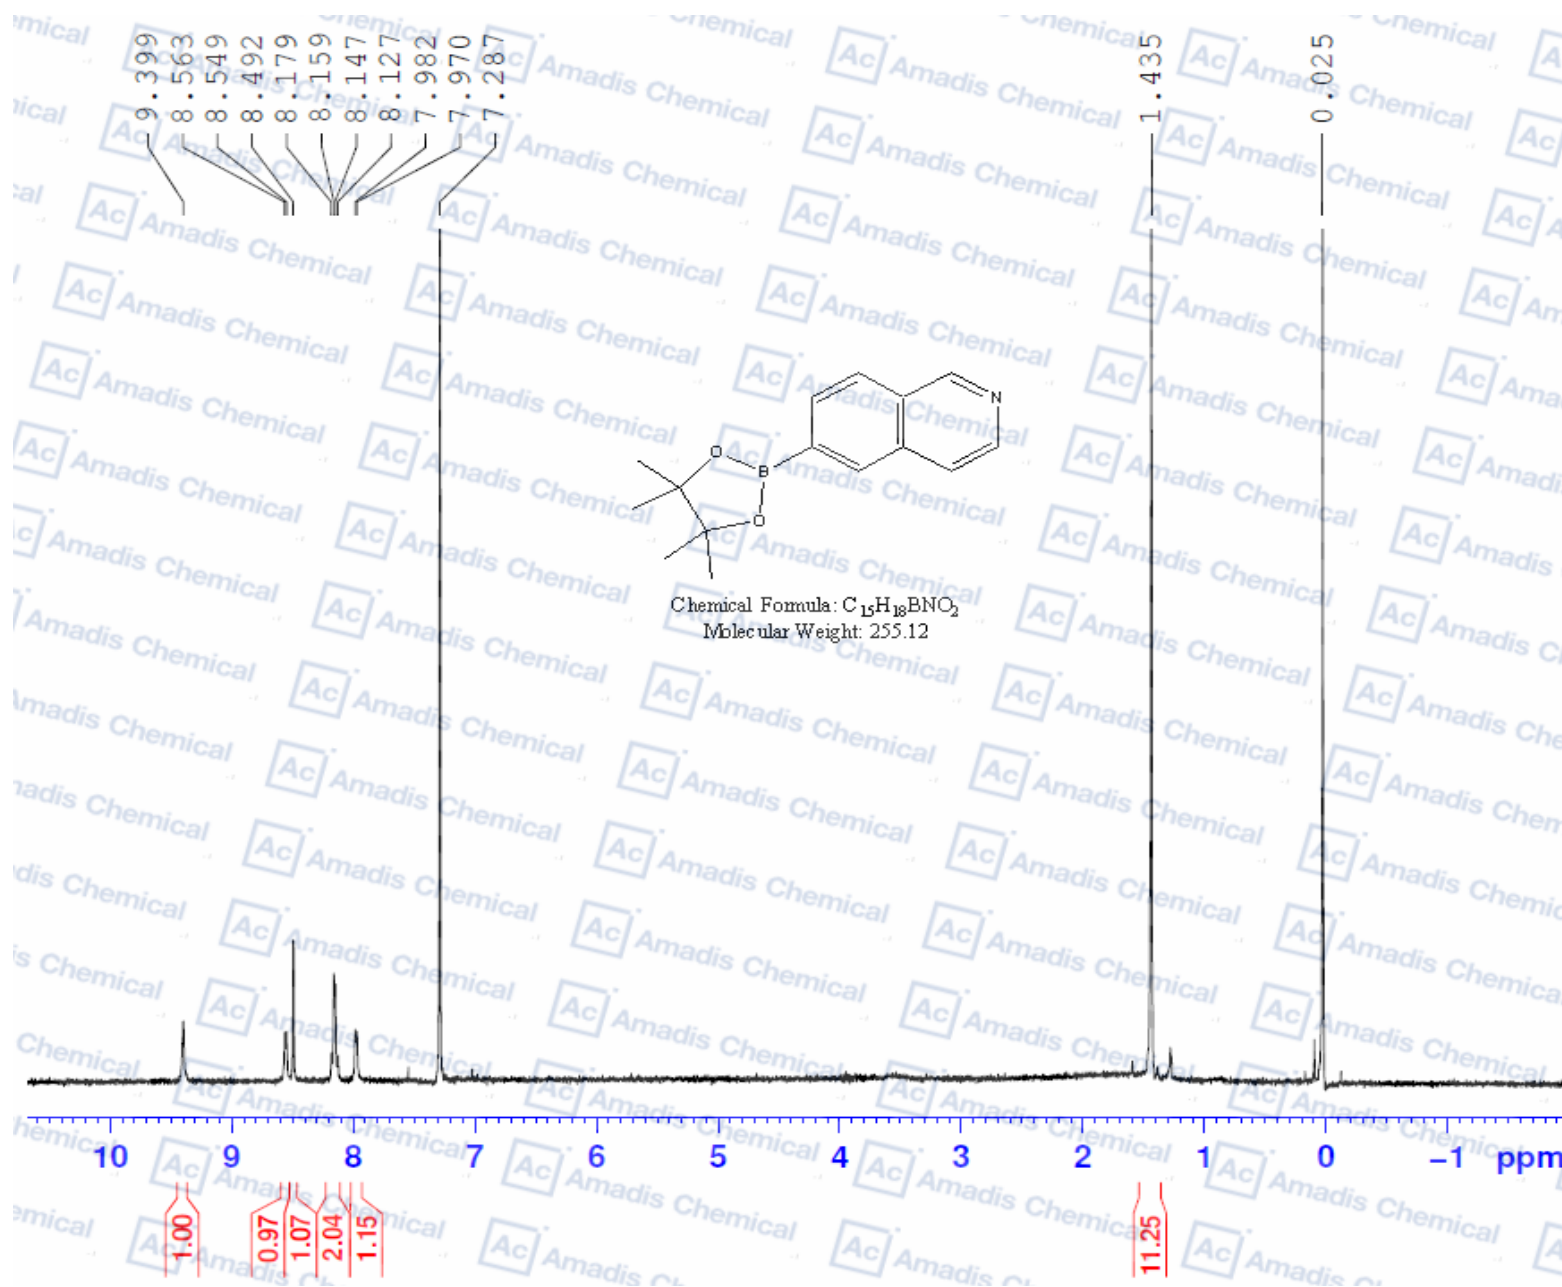 9.399
8.563
8.549
8.492
8.179
8.159
8.147
8.127
7.982
7.970
7.287
1.435
0.025
N
O
B
O
Chemical Formula: C15H18BNO2
Molecular Weight: 255.12
10 9 8 7 6 5 4 3 2 1 0 −1 ppm
1.00
0.97
1.07
2.04
1.15
11.25
Ac Amadis Chemical